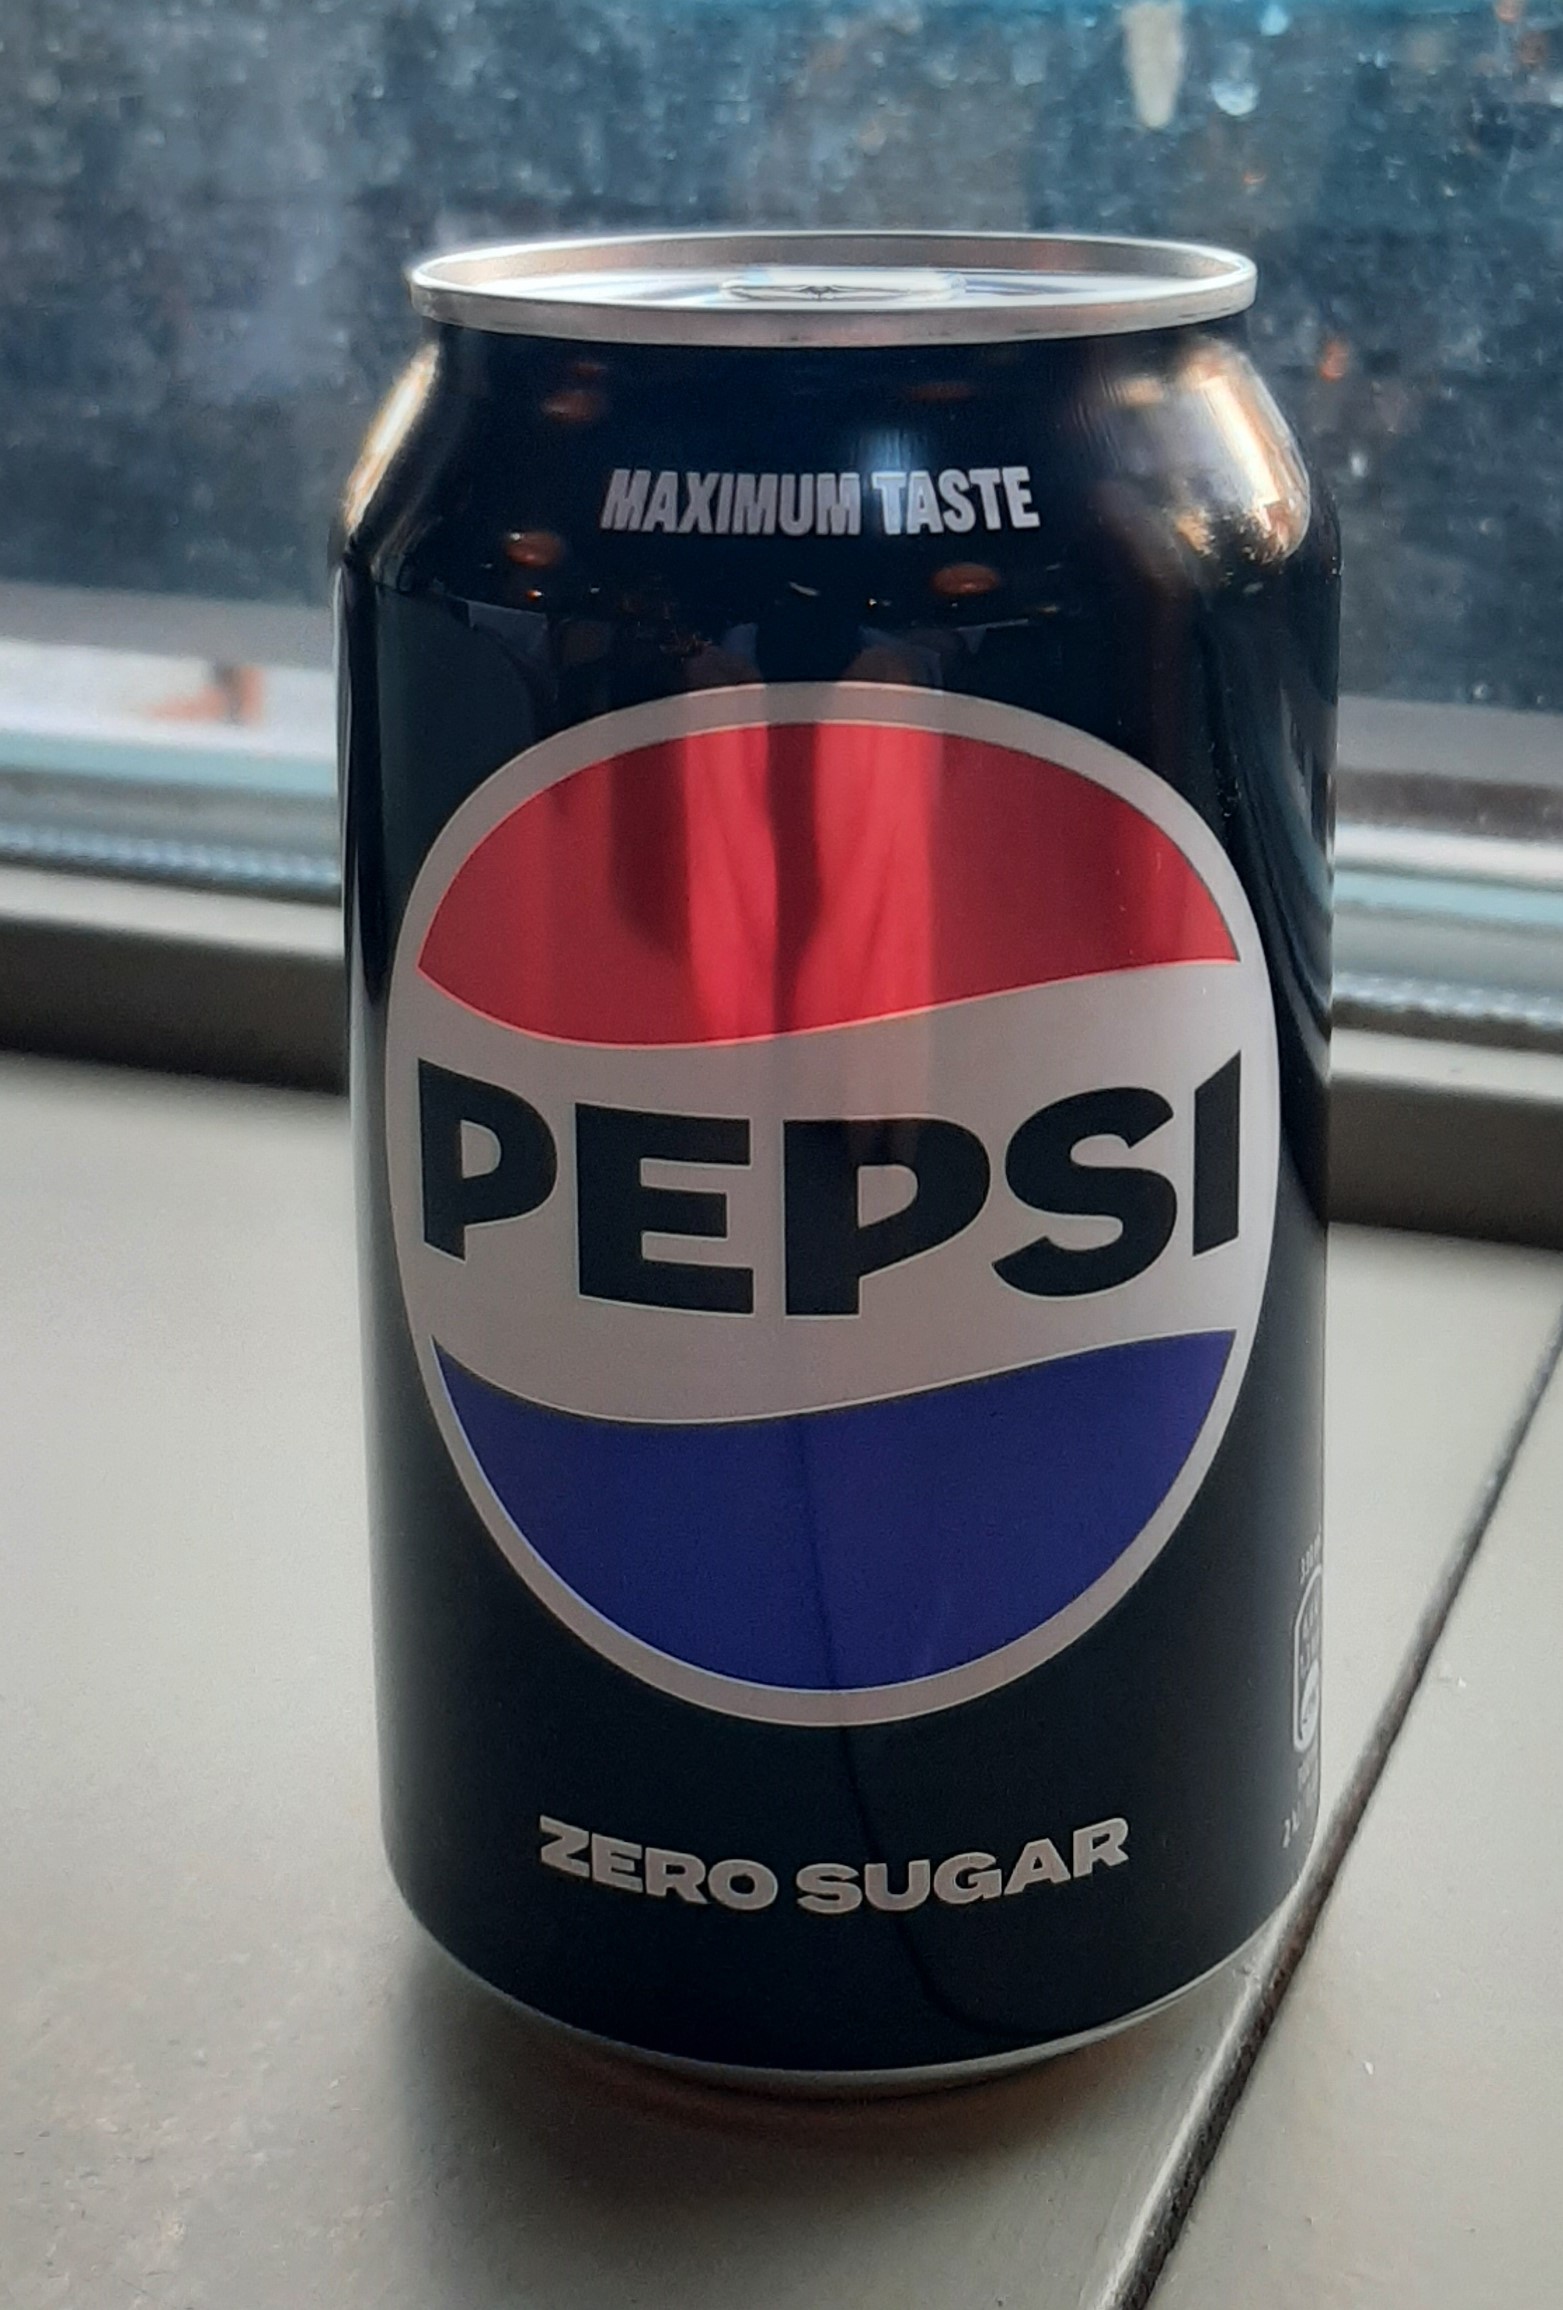 MAXIMUM TASTE
PEPSI
ZERO SUGAR